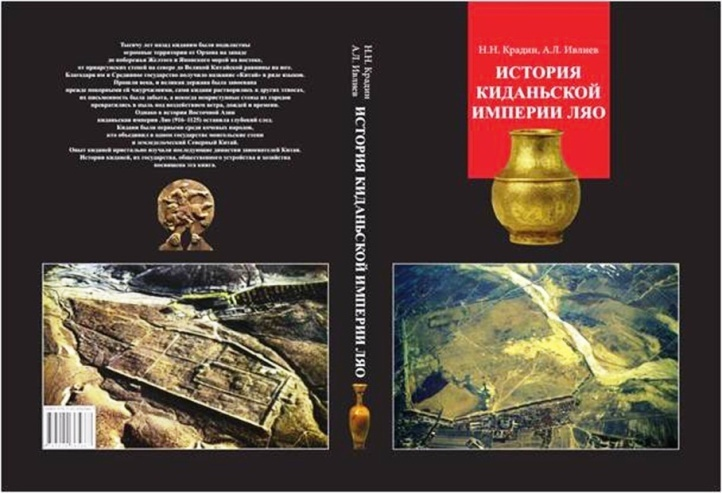 Тысячу лет назад киданям были подвластны
огромные территории от Орхона на западе
до побережья Желтого и Японского морей на востоке,
от приаргунских степей на севере до Великой Китайской равнины на юге.
Благодаря им и Срединное государство получило название «Китай» в ряде языков.
Прошли века, и великая держава была завоевана
прежде покорными ей чжурчжэнями, сами кидани растворились в других этносах,
их письменность была забыта, а некогда неприступные стены их городов
превратились в пыль под воздействием ветра, дождей и времени.
Однако в истории Восточной Азии
киданьская империя Ляо (916–1125) оставила глубокий след.
Кидани были первыми среди кочевых народов,
кто объединил в одном государстве монгольские степи
и земледельческий Северный Китай.
Опыт киданей пристально изучали последующие династии завоевателей Китая.
Истории киданей, их государства, общественного устройства и хозяйства
посвящена эта книга.
Н.Н. Крадин
А.Л. Ивлиев
ИСТОРИЯ КИДАНЬСКОЙ ИМПЕРИИ ЛЯО
Н.Н. Крадин, А.Л. Ивлиев
ИСТОРИЯ
КИДАНЬСКОЙ
ИМПЕРИИ ЛЯО